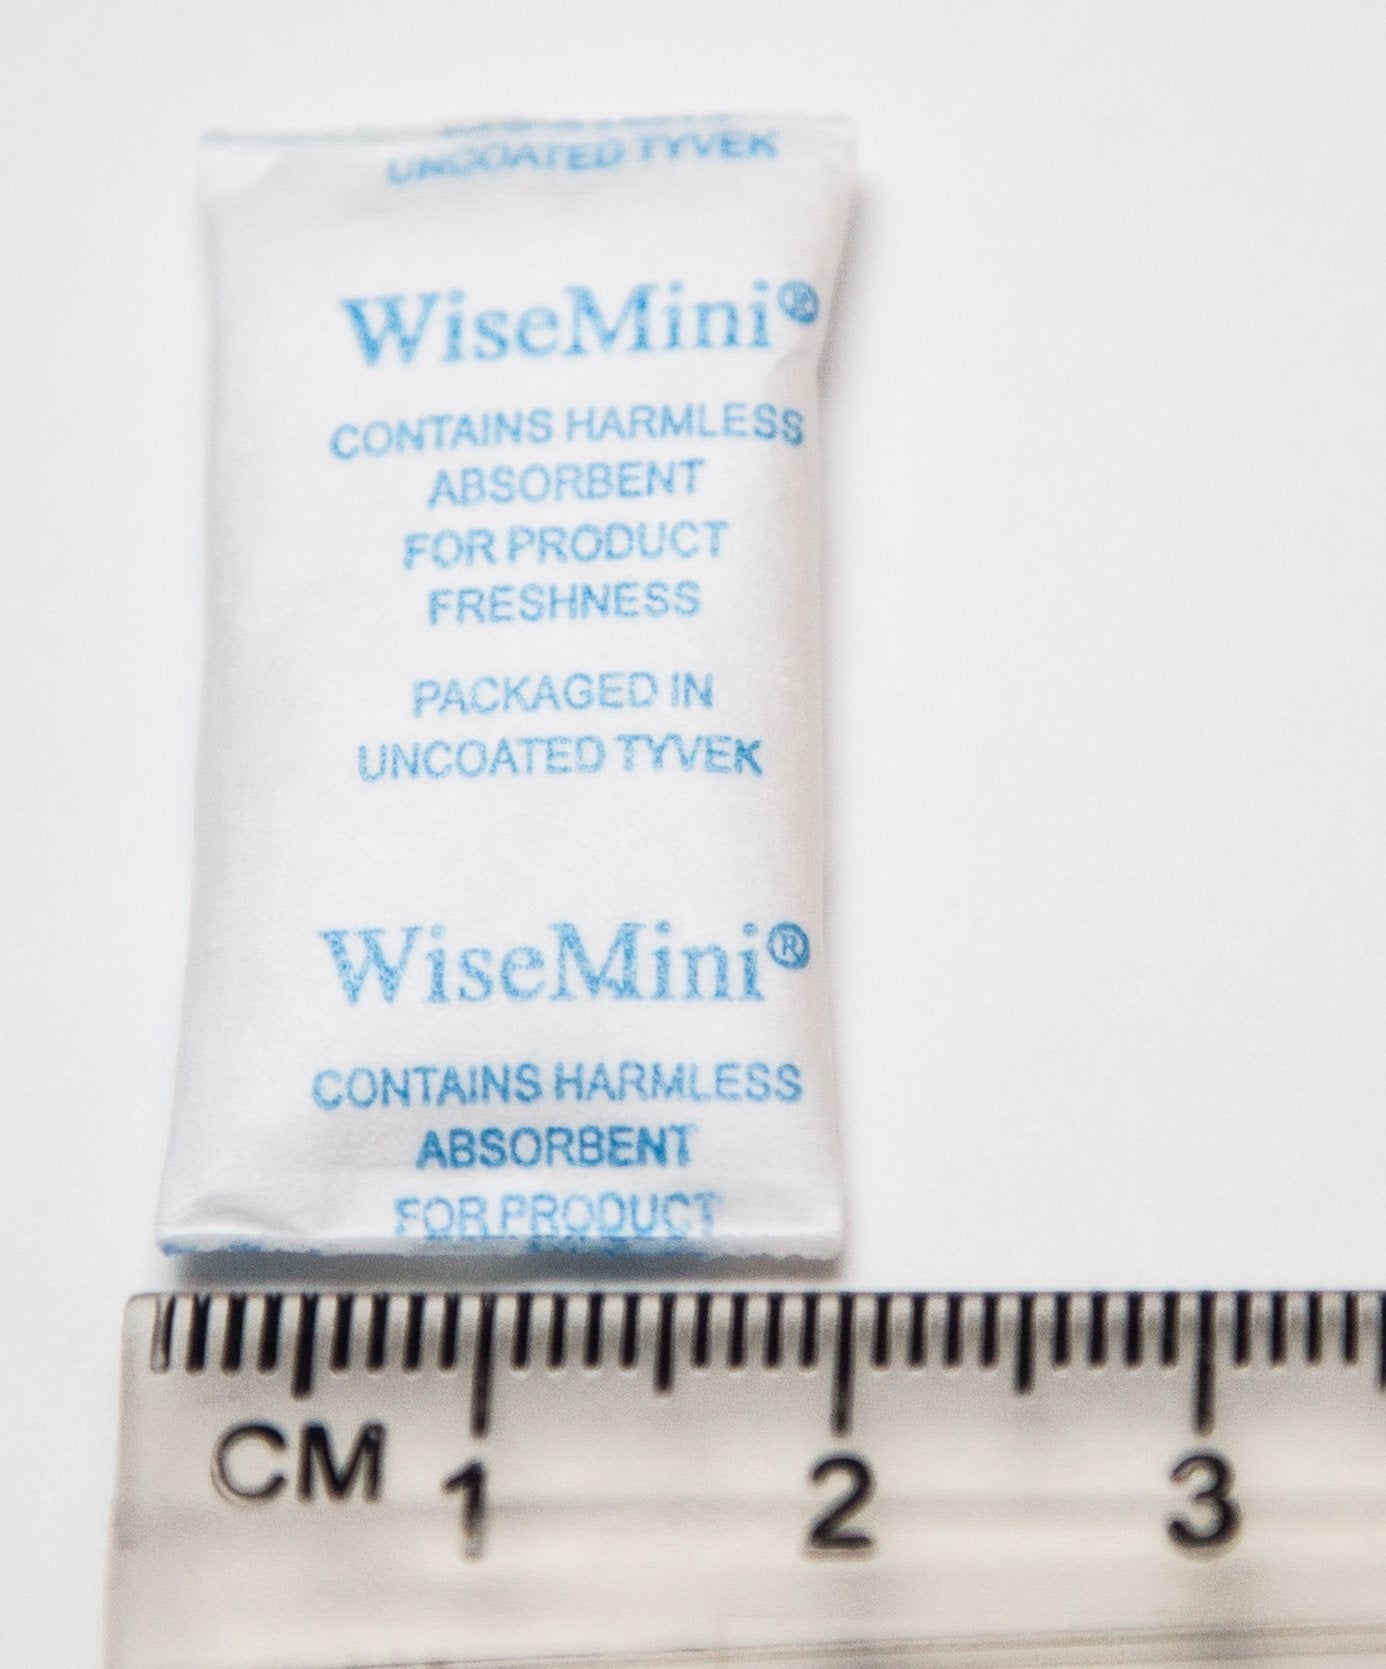 UNCOATED TYVEK
WiseMini®
CONTAINS HARMLESS
ABSORBENT
FOR PRODUCT
FRESHNESS
PACKAGED IN
UNCOATED TYVEK
WiseMini®
CONTAINS HARMLESS
ABSORBENT
FOR PRODUCT
CM 1 2 3